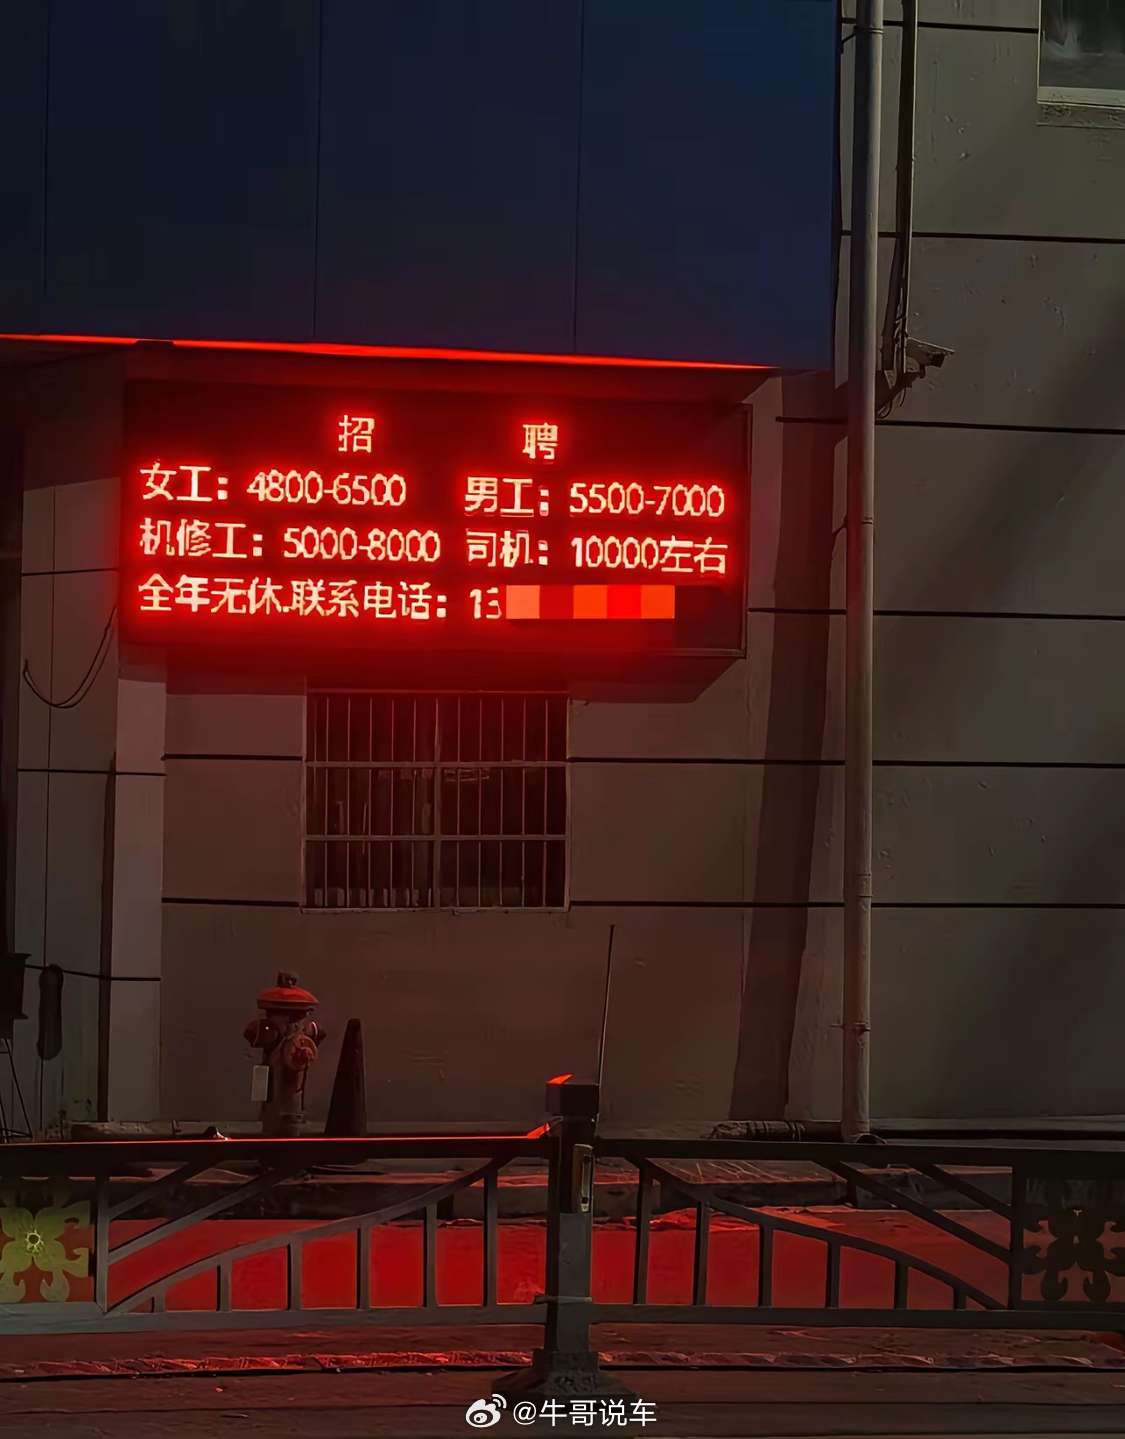 招 聘
女工：4800-6500 男工：5500-7000
机修工：5000-8000 司机：10000左右
全年无休.联系电话：13
@牛哥说车